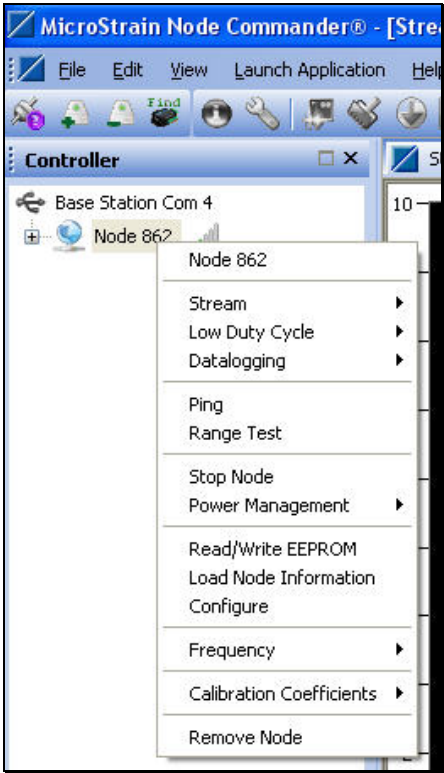 MicroStrain Node Commander® - [Strea
File Edit View Launch Application Help
Find
Controller
Base Station Com 4
10
Node 862
Node 862
Stream
Low Duty Cycle
Datalogging
Ping
Range Test
Stop Node
Power Management
Read/Write EEPROM
Load Node Information
Configure
Frequency
Calibration Coefficients
Remove Node